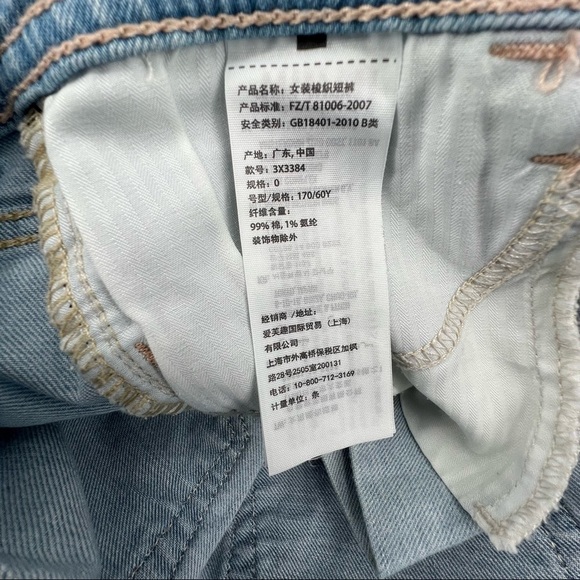 产品名称：女装梭织短裤
产品标准：FZ/T 81006-2007
安全类别：GB18401-2010 B类
产地：广东, 中国
款号：3X3384
规格：0
号型/规格：170/60Y
纤维含量：
99% 棉, 1% 氨纶
装饰物除外
经销商 /地址：
爱芙趣国际贸易（上海）
有限公司
上海市外高桥保税区加枫
路28号2505室200131
电话：10-800-712-3169
计量单位：条